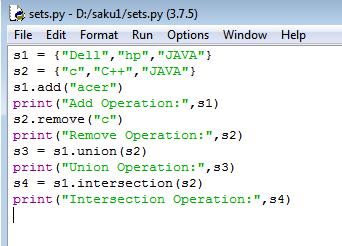 sets.py - D:/saku1/sets.py (3.7.5)
File Edit Format Run Options Window Help
s1 = {"Dell","hp","JAVA"}
s2 = {"c","C++","JAVA"}
s1.add("acer")
print("Add Operation:",s1)
s2.remove("c")
print("Remove Operation:",s2)
s3 = s1.union(s2)
print("Union Operation:",s3)
s4 = s1.intersection(s2)
print("Intersection Operation:",s4)